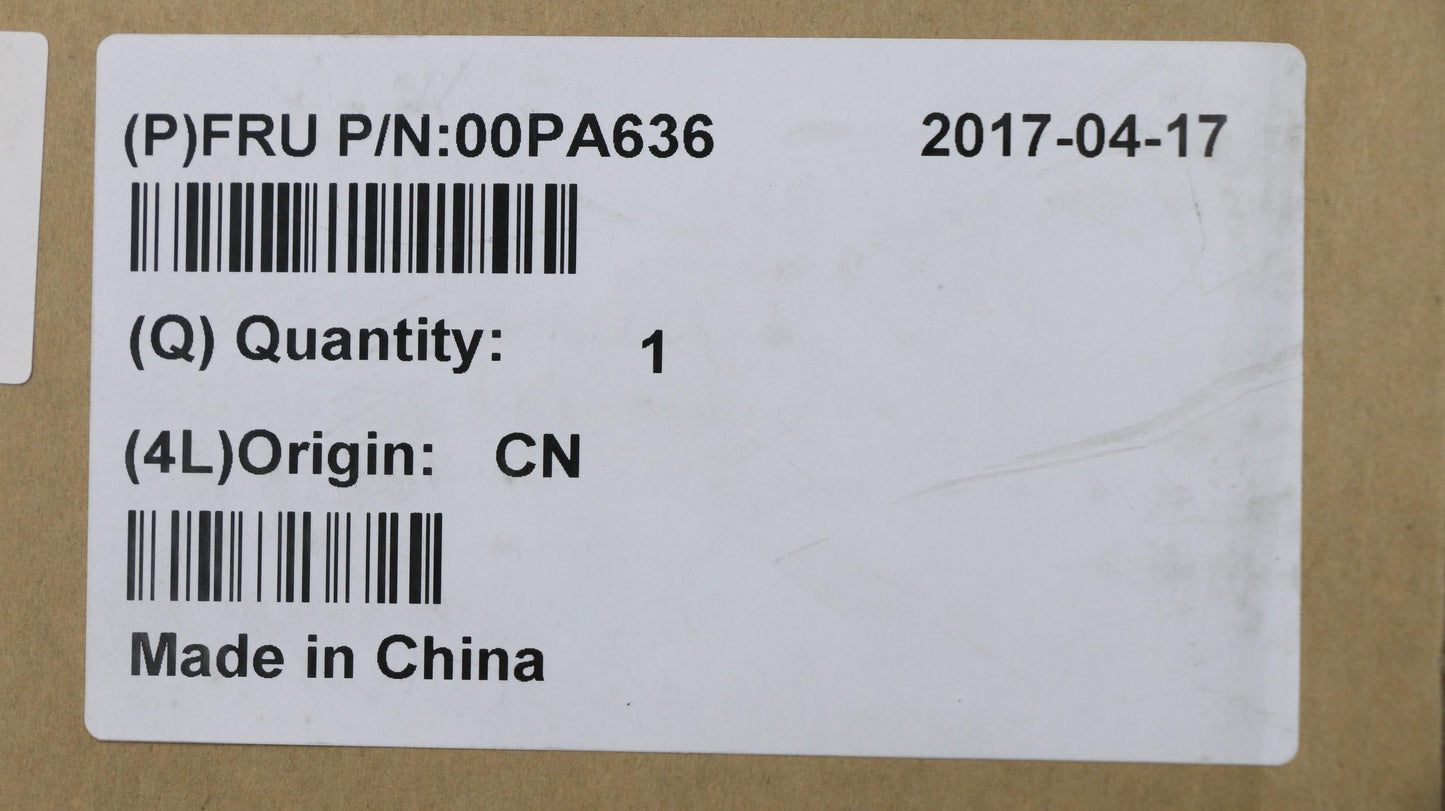 (P)FRU P/N:00PA636 2017-04-17
(Q) Quantity: 1
(4L)Origin: CN
Made in China